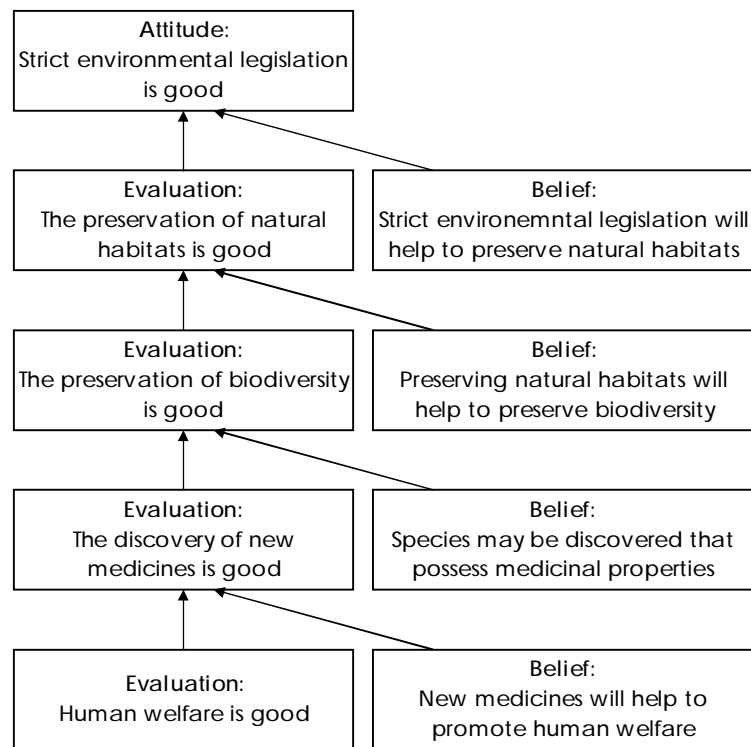 Attitude:
Strict environmental legislation
is good
Evaluation:
The preservation of natural
habitats is good
Belief:
Strict environemntal legislation will
help to preserve natural habitats
Evaluation:
The preservation of biodiversity
is good
Belief:
Preserving natural habitats will
help to preserve biodiversity
Evaluation:
The discovery of new
medicines is good
Belief:
Species may be discovered that
possess medicinal properties
Evaluation:
Human welfare is good
Belief:
New medicines will help to
promote human welfare